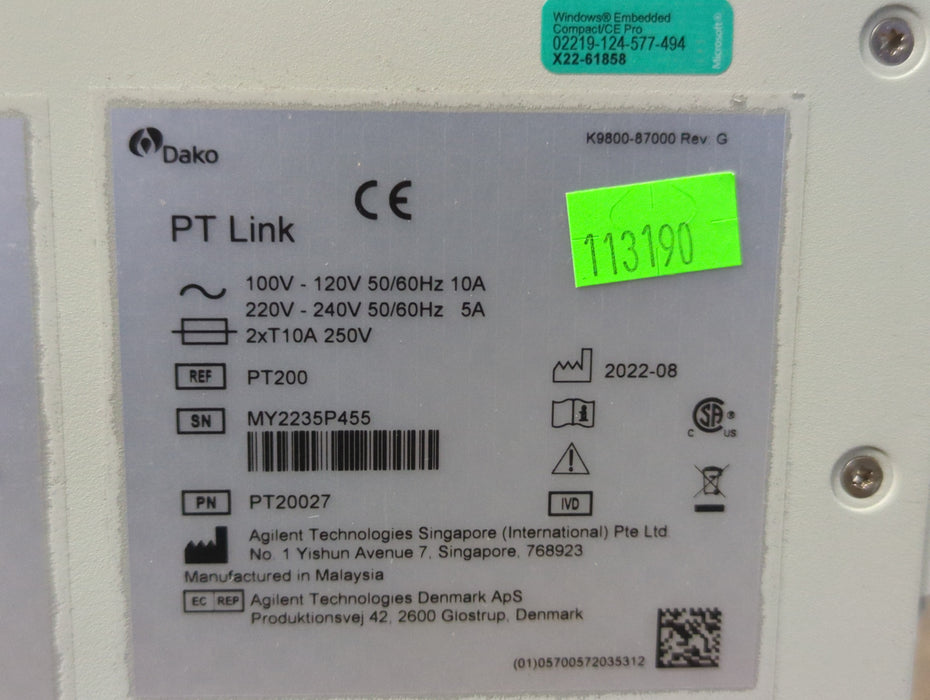 Windows® Embedded
Compact/CE Pro
02219-124-577-494
X22-61858
Microsoft®
Dako
K9800-87000 Rev. G
CE
PT Link
113190
100V - 120V 50/60Hz 10A
220V - 240V 50/60Hz 5A
2xT10A 250V
REF PT200
2022-08
SN MY2235P455
CSA®
C US
PN PT20027
IVD
Agilent Technologies Singapore (International) Pte Ltd
No. 1 Yishun Avenue 7, Singapore, 768923
Manufactured in Malaysia
EC REP Agilent Technologies Denmark ApS
Produktionsvej 42, 2600 Glostrup, Denmark
(01)05700572035312